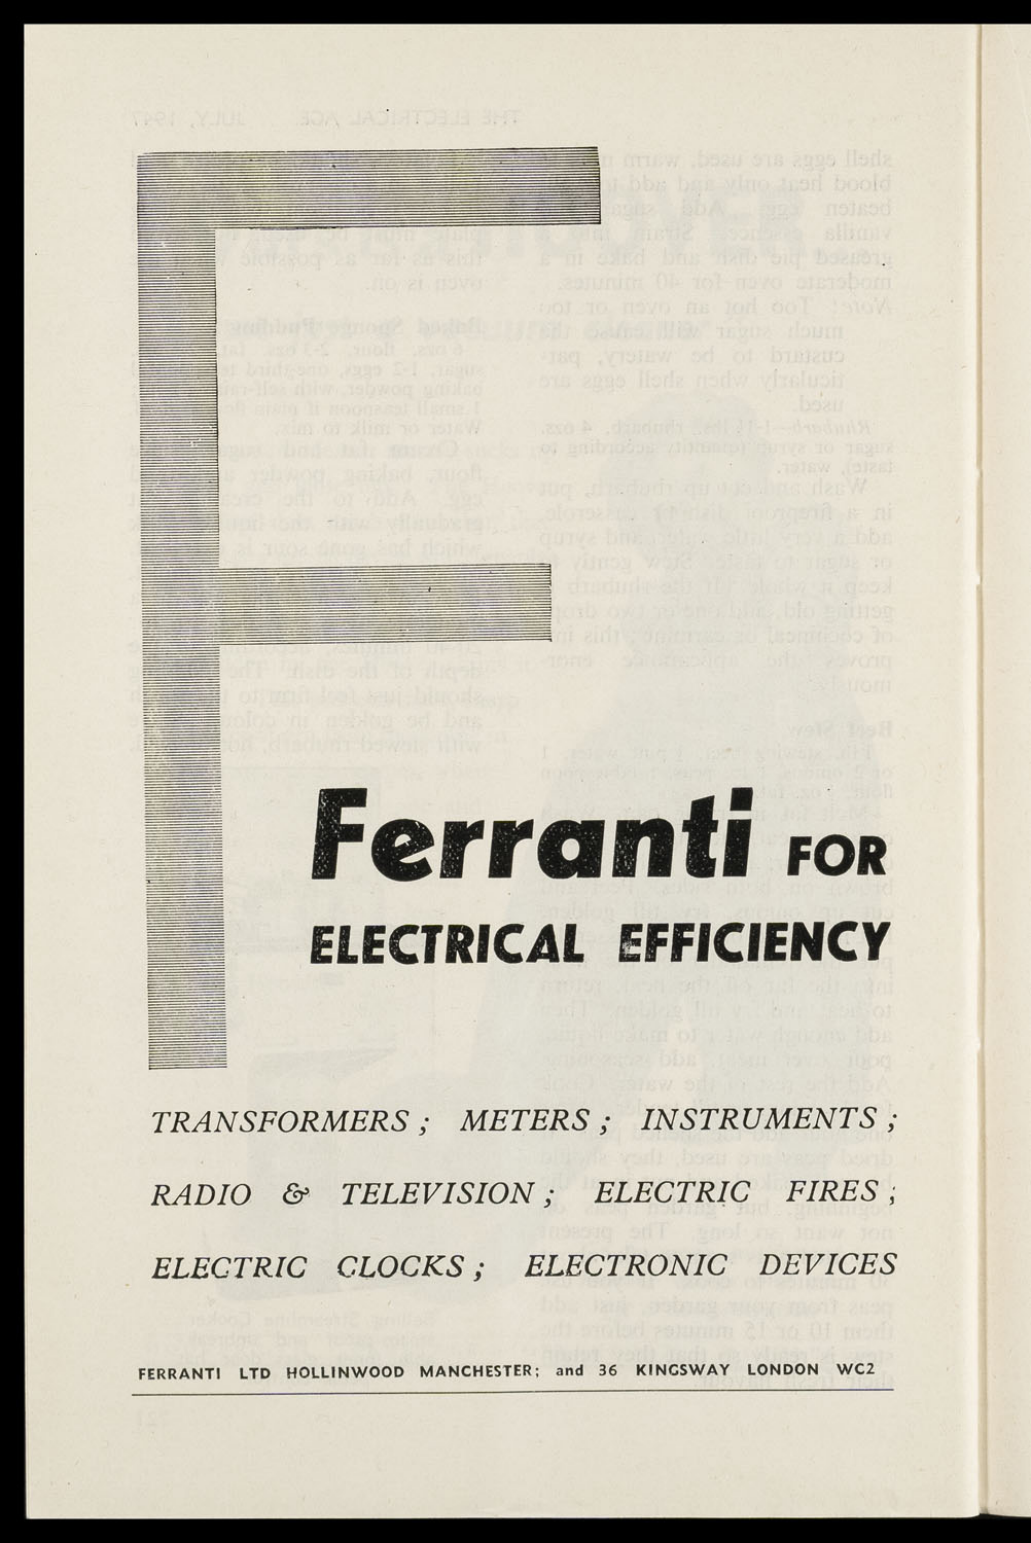 F
Ferranti FOR
ELECTRICAL EFFICIENCY
TRANSFORMERS ; METERS ; INSTRUMENTS ;
RADIO & TELEVISION ; ELECTRIC FIRES ;
ELECTRIC CLOCKS ; ELECTRONIC DEVICES
FERRANTI LTD HOLLINWOOD MANCHESTER; and 36 KINGSWAY LONDON WC2